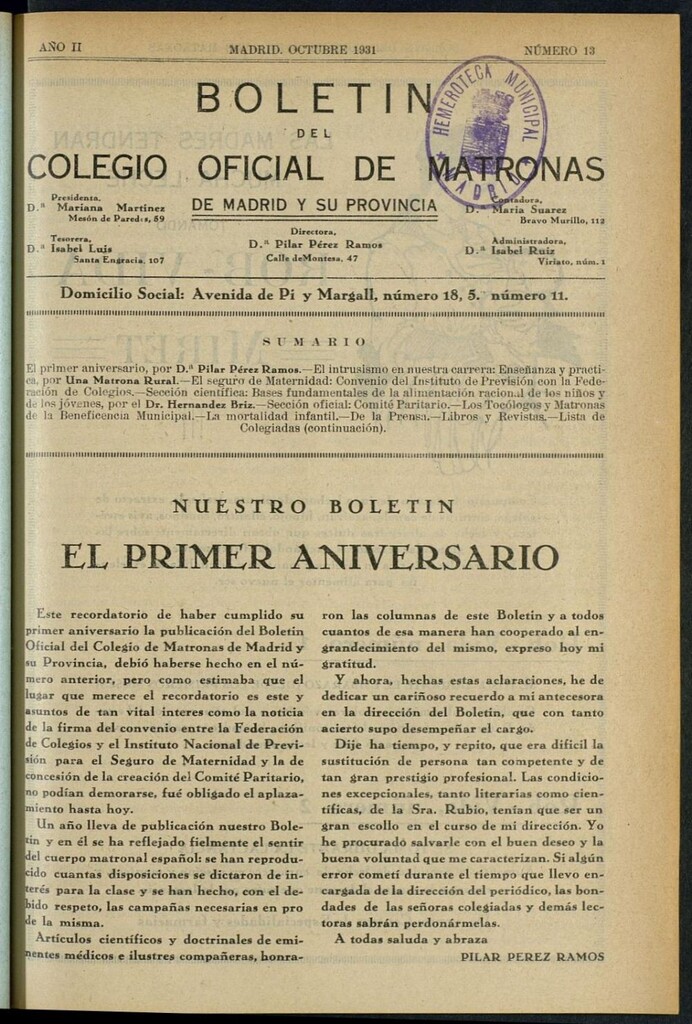 AÑO II
MADRID. OCTUBRE 1931
NÚMERO 13
BOLETIN
DEL
COLEGIO OFICIAL DE MATRONAS
DE MADRID Y SU PROVINCIA
HEMEROTECA MUNICIPAL
MADRID
Presidenta,
D.ª Mariana Martinez
Mesón de Paredes, 59
Tesorera,
D.ª Isabel Luis
Santa Engracia, 107
Directora,
D.ª Pilar Pérez Ramos
Calle de Montesa, 47
Contadora,
D.ª Maria Suarez
Bravo Murillo, 112
Administradora,
D.ª Isabel Ruiz
Viriato, núm. 1
Domicilio Social: Avenida de Pi y Margall, número 18, 5. número 11.
SUMARIO
El primer aniversario, por D.ª Pilar Pérez Ramos.—El intrusismo en nuestra carrera: Enseñanza y practi-
ca, por Una Matrona Rural.—El seguro de Maternidad: Convenio del Instituto de Previsión con la Fede-
ración de Colegios.—Sección científica: Bases fundamentales de la alimentación racional de los niños y
de los jóvenes, por el Dr. Hernandez Briz.—Sección oficial: Comité Paritario.—Los Tocólogos y Matronas
de la Beneficencia Municipal.—La mortalidad infantil.—De la Prensa.—Libros y Revistas.—Lista de
Colegiadas (continuación).
NUESTRO BOLETIN
EL PRIMER ANIVERSARIO
Este recordatorio de haber cumplido su
primer aniversario la publicación del Boletin
Oficial del Colegio de Matronas de Madrid y
su Provincia, debió haberse hecho en el nú-
mero anterior, pero como estimaba que el
lugar que merece el recordatorio es este y
asuntos de tan vital interes como la noticia
de la firma del convenio entre la Federación
de Colegios y el Instituto Nacional de Previ-
sión para el Seguro de Maternidad y la de
concesión de la creación del Comité Paritario,
no podían demorarse, fué obligado el aplaza-
miento hasta hoy.
Un año lleva de publicación nuestro Bole-
tin y en él se ha reflejado fielmente el sentir
del cuerpo matronal español: se han reprodu-
cido cuantas disposiciones se dictaron de in-
terés para la clase y se han hecho, con el de-
bido respeto, las campañas necesarias en pro
de la misma.
Artículos científicos y doctrinales de emi-
nentes médicos e ilustres compañeras, honra-
ron las columnas de este Boletin y a todos
cuantos de esa manera han cooperado al en-
grandecimiento del mismo, expreso hoy mi
gratitud.
Y ahora, hechas estas aclaraciones, he de
dedicar un cariñoso recuerdo a mi antecesora
en la dirección del Boletin, que con tanto
acierto supo desempeñar el cargo.
Dije ha tiempo, y repito, que era dificil la
sustitución de persona tan competente y de
tan gran prestigio profesional. Las condicio-
nes excepcionales, tanto literarias como cien-
tíficas, de la Sra. Rubio, tenían que ser un
gran escollo en el curso de mi dirección. Yo
he procurado salvarle con el buen deseo y la
buena voluntad que me caracterizan. Si algún
error cometí durante el tiempo que llevo en-
cargada de la dirección del periódico, las bon-
dades de las señoras colegiadas y demás lec-
toras sabrán perdonármelas.
A todas saluda y abraza
PILAR PEREZ RAMOS